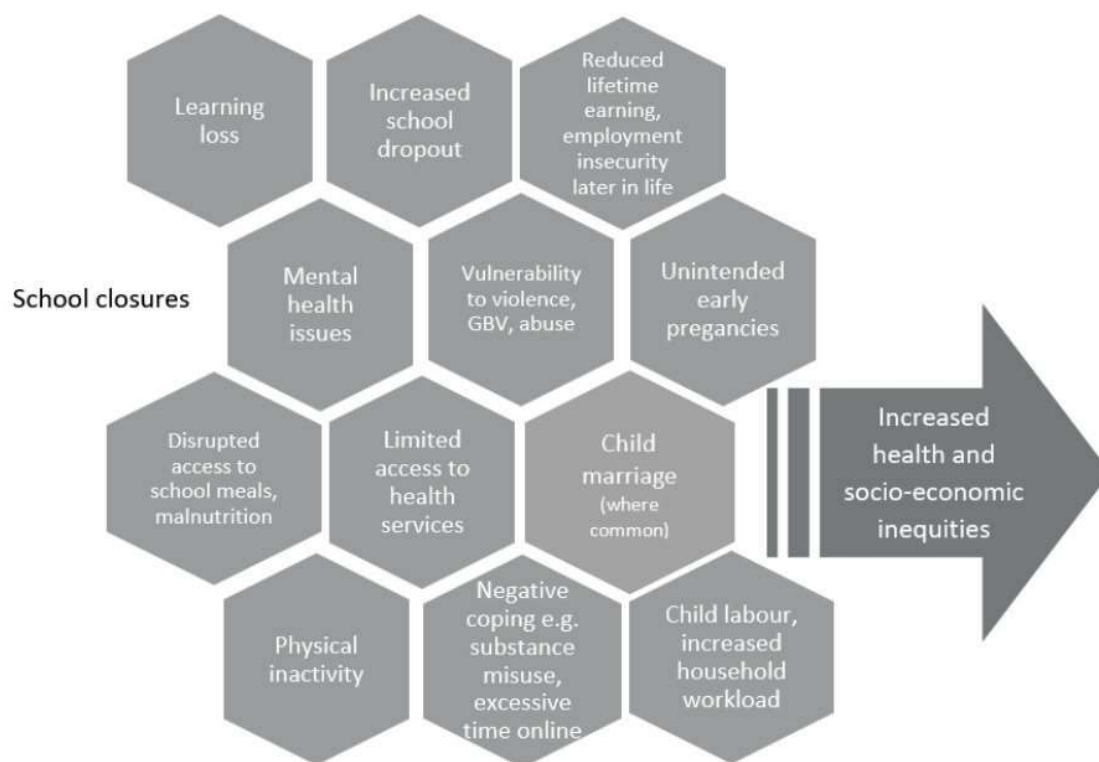 Learning
loss
Increased
school
dropout
Reduced
lifetime
earning,
employment
insecurity
later in life
School closures
Mental
health
issues
Vulnerability
to violence,
GBV, abuse
Unintended
early
pregancies
Disrupted
access to
school meals,
malnutrition
Limited
access to
health
services
Child
marriage
(where
common)
Increased
health and
socio-economic
inequities
Physical
inactivity
Negative
coping e.g.
substance
misuse,
excessive
time online
Child labour,
increased
household
workload